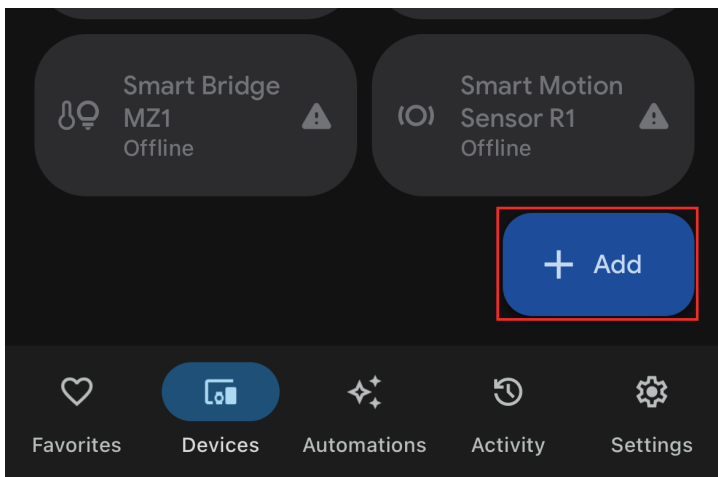 Smart Bridge
MZ1
Offline
Smart Motion
Sensor R1
Offline
Add
Favorites
Devices
Automations
Activity
Settings